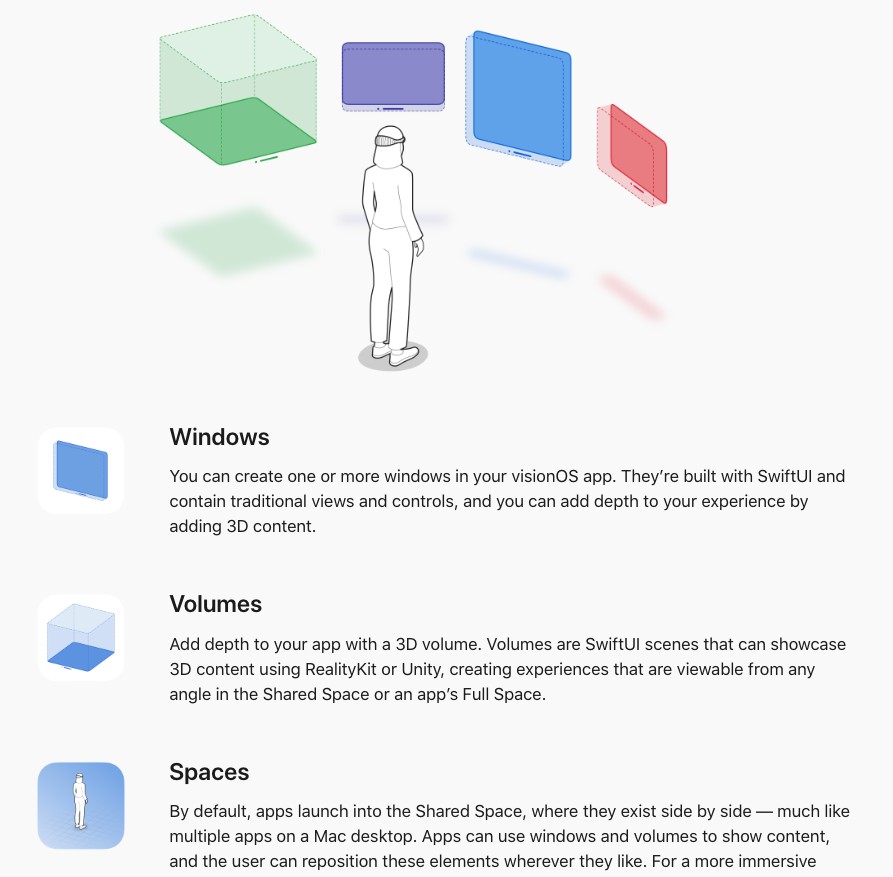 Windows
You can create one or more windows in your visionOS app. They’re built with SwiftUI and
contain traditional views and controls, and you can add depth to your experience by
adding 3D content.
Volumes
Add depth to your app with a 3D volume. Volumes are SwiftUI scenes that can showcase
3D content using RealityKit or Unity, creating experiences that are viewable from any
angle in the Shared Space or an app’s Full Space.
Spaces
By default, apps launch into the Shared Space, where they exist side by side — much like
multiple apps on a Mac desktop. Apps can use windows and volumes to show content,
and the user can reposition these elements wherever they like. For a more immersive